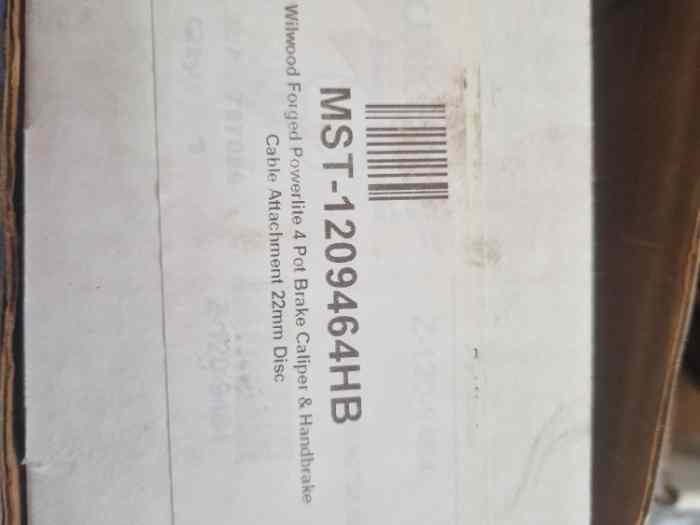 MST-1209464HB
Wilwood Forged Powerlite 4 Pot Brake Caliper & Handbrake
Cable Attachment 22mm Disc